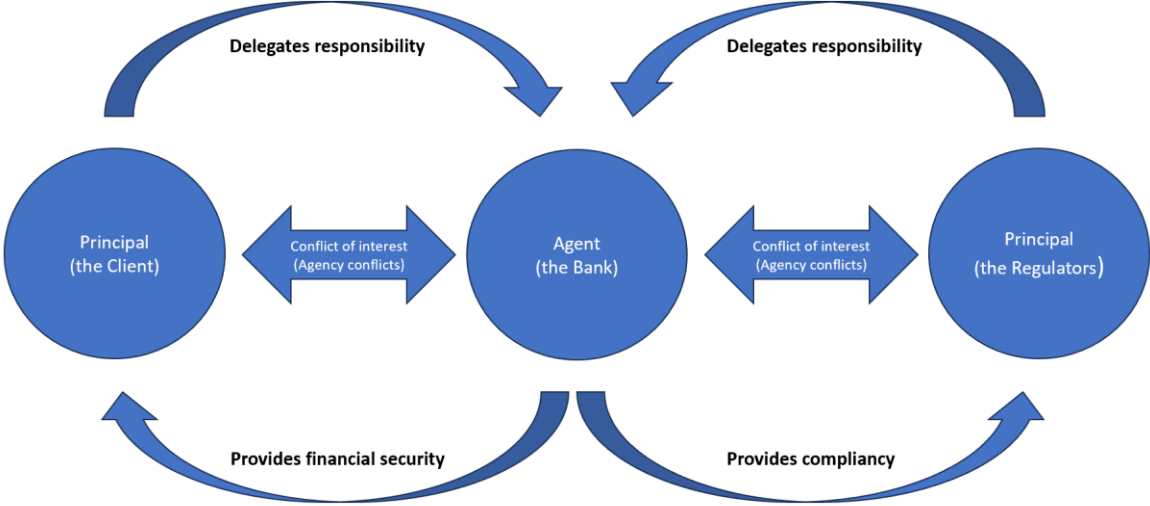 Delegates responsibility
Delegates responsibility
Principal
(the Client)
Conflict of interest
(Agency conflicts)
Agent
(the Bank)
Conflict of interest
(Agency conflicts)
Principal
(the Regulators)
Provides financial security
Provides compliancy